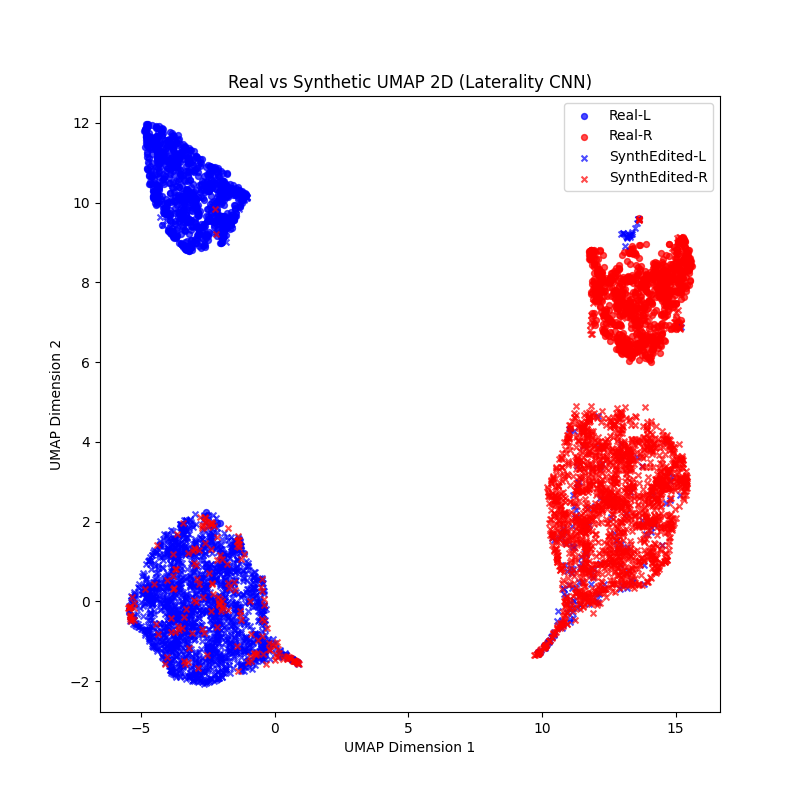 Real vs Synthetic UMAP 2D (Laterality CNN)
Real-L
Real-R
SynthEdited-L
SynthEdited-R
12
10
8
6
4
2
0
−2
UMAP Dimension 2
−5
0
5
10
15
UMAP Dimension 1